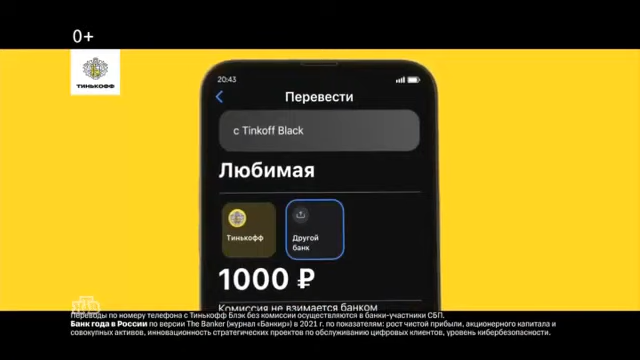 0+
ТИНЬКОФФ
20:43
Перевести
с Tinkoff Black
Любимая
Тинькофф
Другой
банк
1000 ₽
Комиссия не взимается банком
НТВ
Переводы по номеру телефона с Тинькофф Блэк без комиссии осуществляются в банки-участники СБП.
Банк года в России по версии The Banker (журнал «Банкир») в 2021 г. по показателям: рост чистой прибыли, акционерного капитала и
совокупных активов, инновационность стратегических проектов по обслуживанию цифровых клиентов, уровень кибербезопасности.